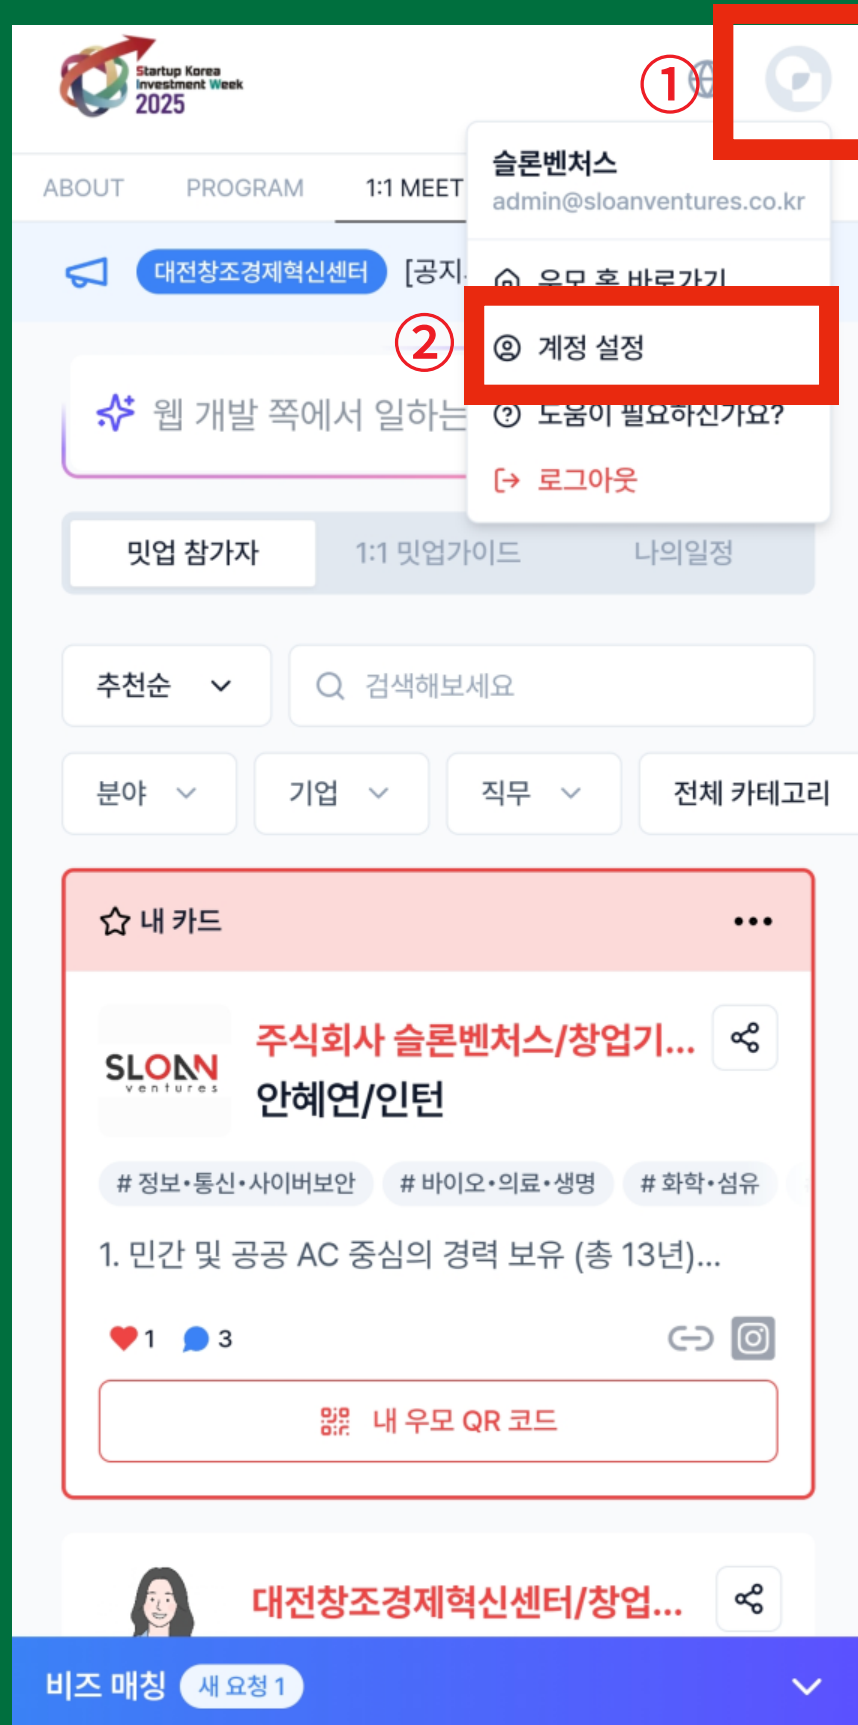 Startup Korea
Investment Week
2025
①
슬론벤처스
admin@sloanventures.co.kr
ABOUT PROGRAM 1:1 MEET
대전창조경제혁신센터 [공지
우모 홈 바로가기
②
계정 설정
웹 개발 쪽에서 일하는
도움이 필요하신가요?
로그아웃
밋업 참가자 1:1 밋업가이드 나의일정
추천순 검색해보세요
분야 기업 직무 전체 카테고리
내 카드
SLOAN
ventures
주식회사 슬론벤처스/창업기...
안혜연/인턴
# 정보•통신•사이버보안 # 바이오•의료•생명 # 화학•섬유
1. 민간 및 공공 AC 중심의 경력 보유 (총 13년)...
1 3
내 우모 QR 코드
대전창조경제혁신센터/창업...
비즈 매칭 새 요청 1